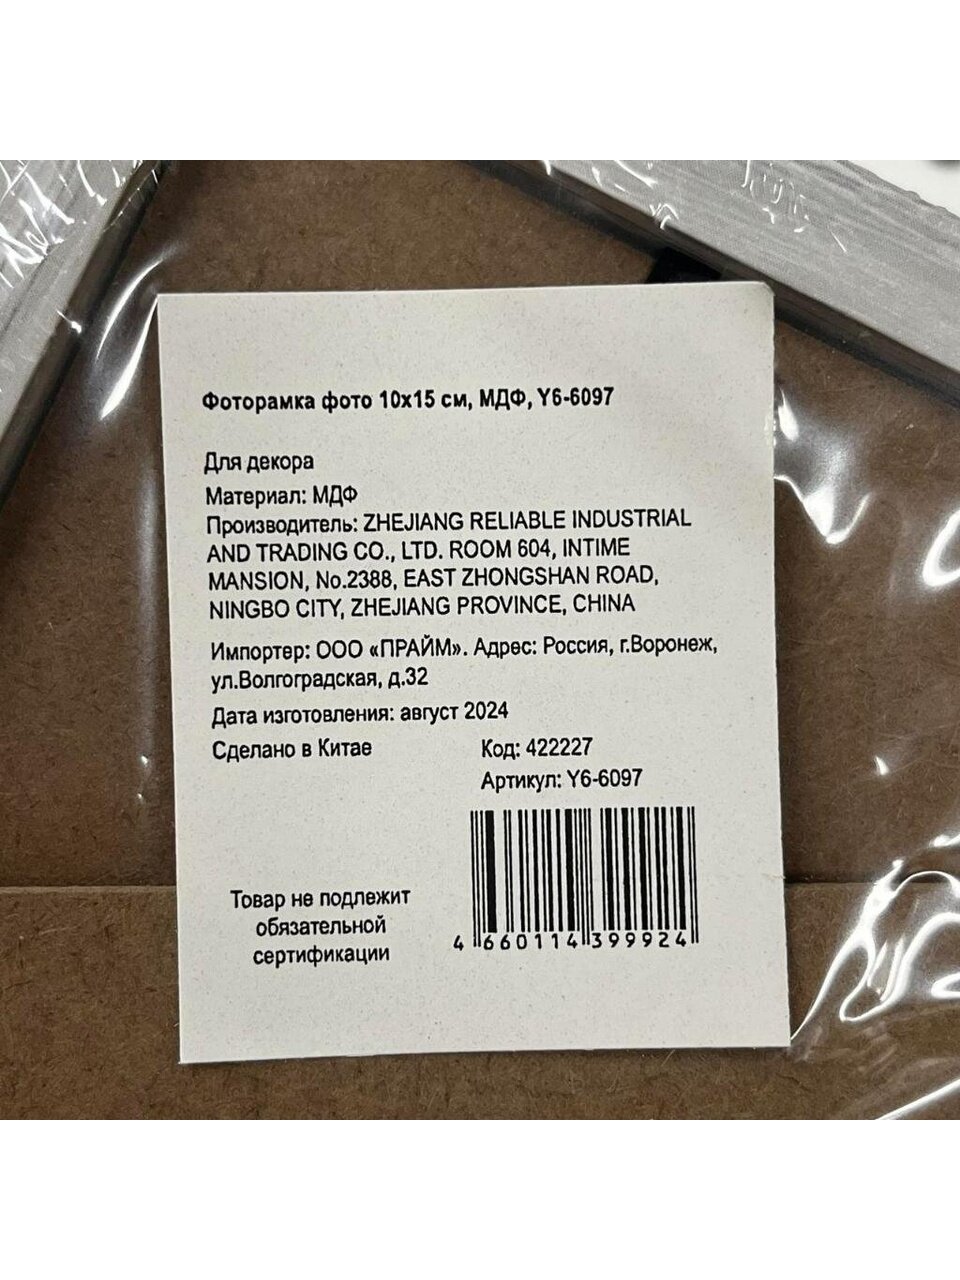 Фоторамка фото 10х15 см, МДФ, Y6-6097
Для декора
Материал: МДФ
Производитель: ZHEJIANG RELIABLE INDUSTRIAL
AND TRADING CO., LTD. ROOM 604, INTIME
MANSION, No.2388, EAST ZHONGSHAN ROAD,
NINGBO CITY, ZHEJIANG PROVINCE, CHINA
Импортер: ООО «ПРАЙМ». Адрес: Россия, г.Воронеж,
ул.Волгоградская, д.32
Дата изготовления: август 2024
Сделано в Китае
Код: 422227
Артикул: Y6-6097
Товар не подлежит
обязательной
сертификации
4 660114 399924